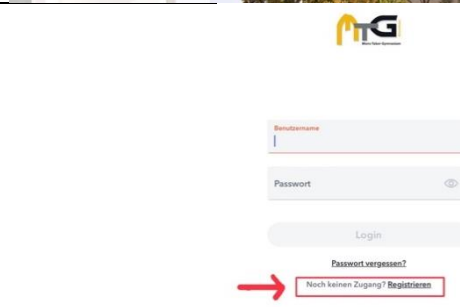 MTG
Benutzername
Passwort
Login
Passwort vergessen?
Noch keinen Zugang? Registrieren